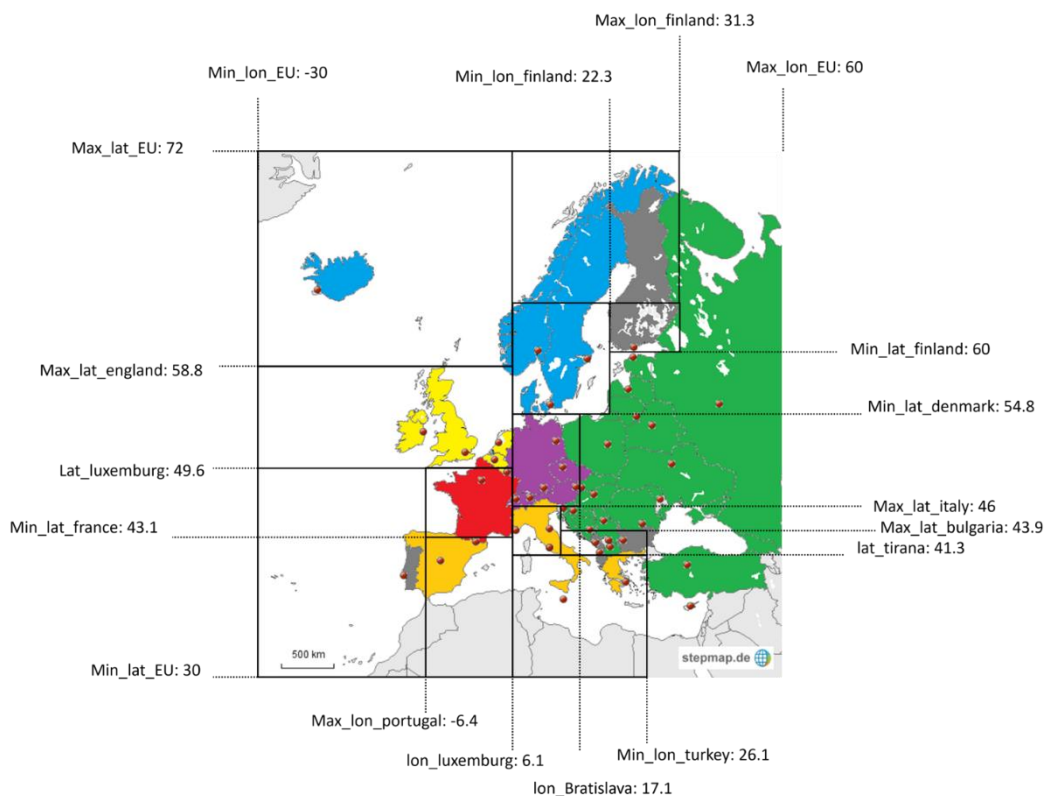 Max_lon_finland: 31.3
Min_lon_EU: -30
Min_lon_finland: 22.3
Max_lon_EU: 60
Max_lat_EU: 72
Min_lat_finland: 60
Max_lat_england: 58.8
Min_lat_denmark: 54.8
Lat_luxemburg: 49.6
Max_lat_italy: 46
Min_lat_france: 43.1
Max_lat_bulgaria: 43.9
lat_tirana: 41.3
500 km
stepmap.de
Min_lat_EU: 30
Max_lon_portugal: -6.4
lon_luxemburg: 6.1
Min_lon_turkey: 26.1
lon_Bratislava: 17.1